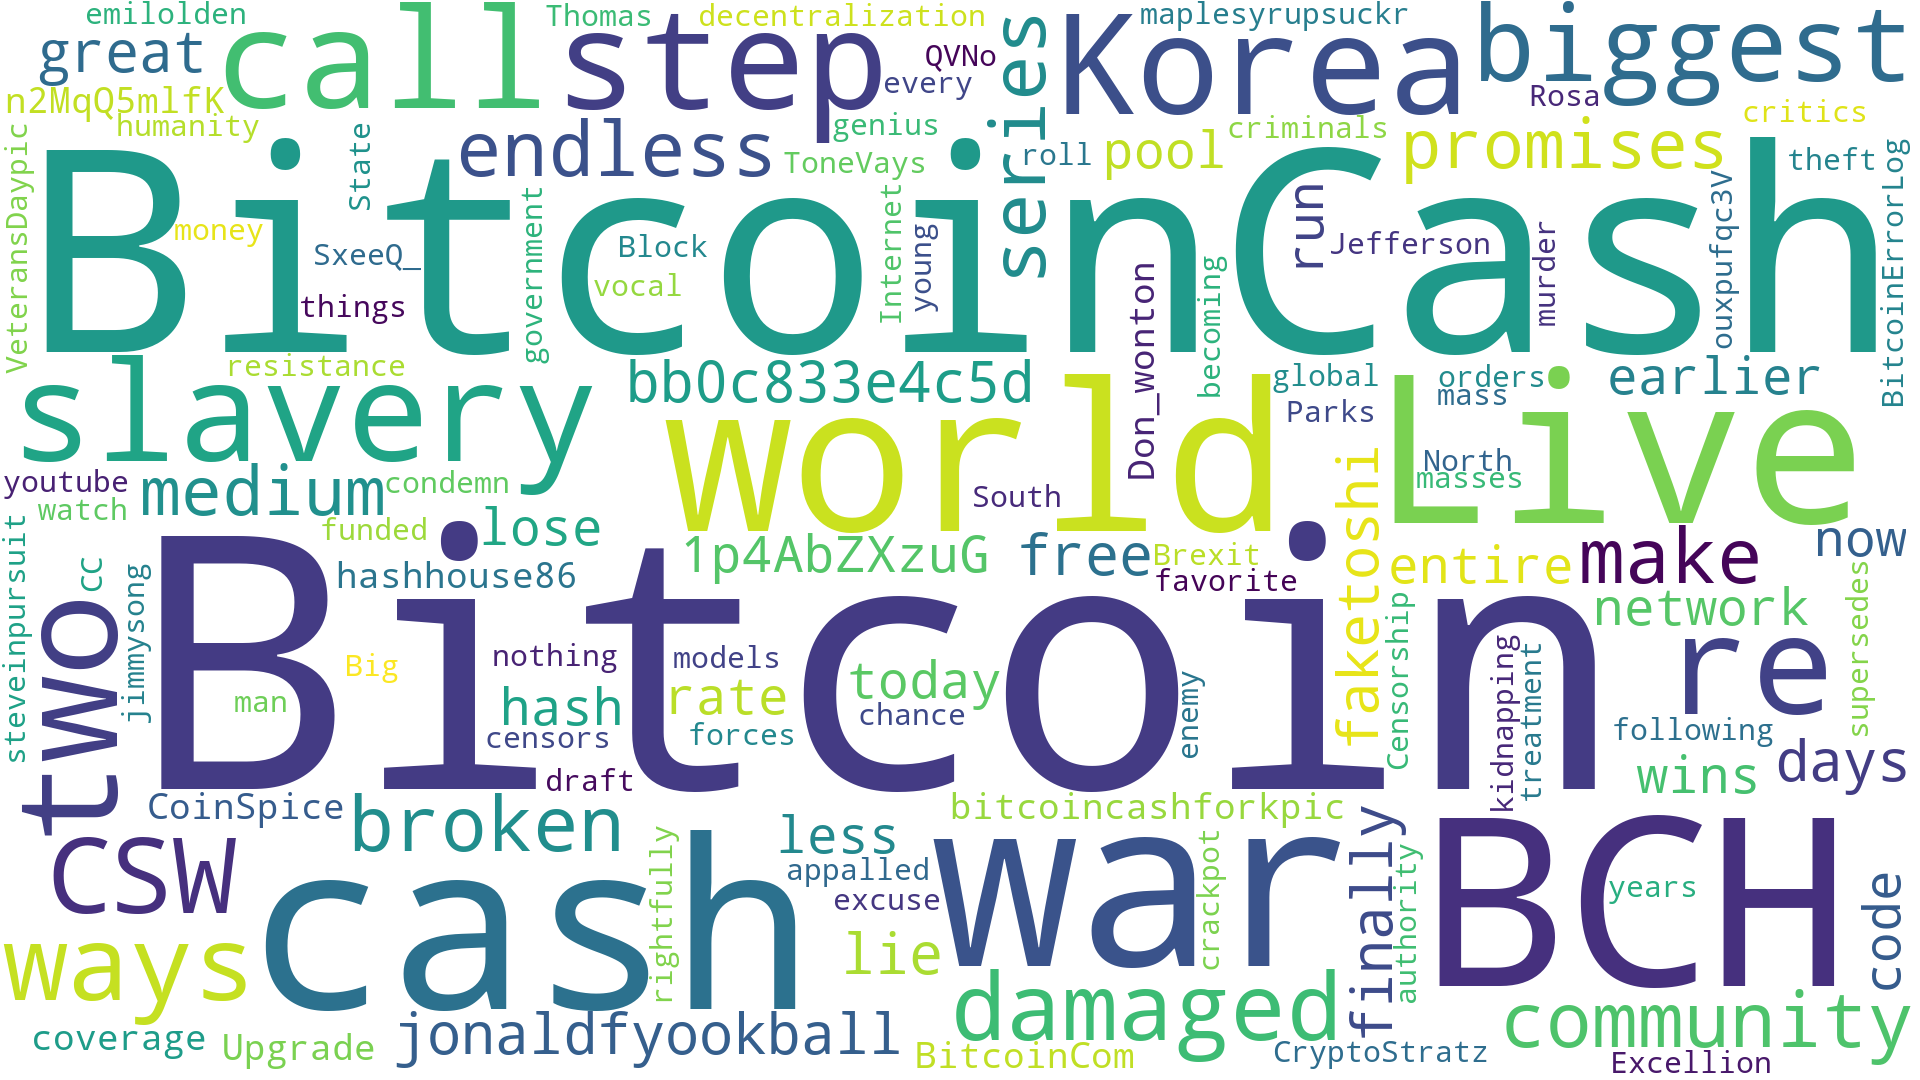 emilolden
Thomas
decentralization
maplesyrupsuckr
great
call
step
QVNo
Korea
biggest
every
n2MqQ5mlfK
series
Rosa
critics
humanity
State
endless
genius
ToneVays
roll
pool
criminals
promises
theft
VeteransDaypic
BitcoinCash
money
SxeeQ_
things
government
Block
vocal
Internet
young
becoming
run
Jefferson
murder
ouxpufqc3V
BitcoinErrorLog
Don_wonton
resistance
slavery
bb0c833e4c5d
world
global
Parks
orders
mass
earlier
Live
youtube
watch
medium
condemn
South
North
masses
faketoshi
funded
lose
1p4AbZXzuG
free
Brexit
favorite
entire
make
now
steveinpursuit
cc
jimmysong
hashhouse86
Bitcoin
two
Censorship
network
kidnapping
treatment
re
supersedes
Big
man
nothing
models
hash
rate
today
chance
censors
forces
enemy
draft
following
wins
days
CoinSpice
broken
bitcoincashforkpic
less
appalled
excuse
war
crackpot
finally
authority
BCH
years
code
CSW
cash
rightfully
ways
lie
damaged
community
coverage
Upgrade
jonaldfyookball
BitcoinCom
CryptoStratz
Excellion